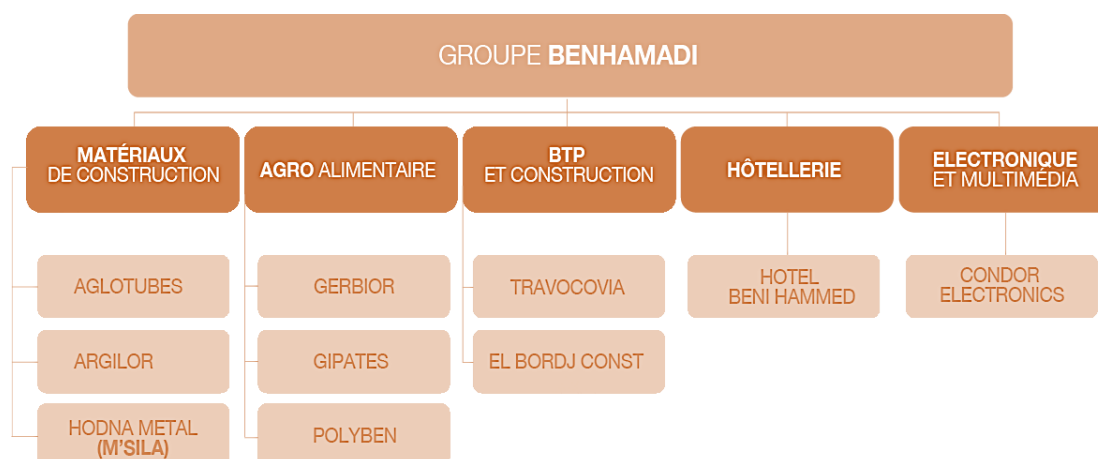 GROUPE BENHAMADI
MATÉRIAUX
DE CONSTRUCTION
AGRO ALIMENTAIRE
BTP
ET CONSTRUCTION
HÔTELLERIE
ELECTRONIQUE
ET MULTIMÉDIA
AGLOTUBES
GERBIOR
TRAVOCOVIA
HOTEL
BENI HAMMED
CONDOR
ELECTRONICS
ARGILOR
GIPATES
EL BORDJ CONST
HODNA METAL
(M'SILA)
POLYBEN